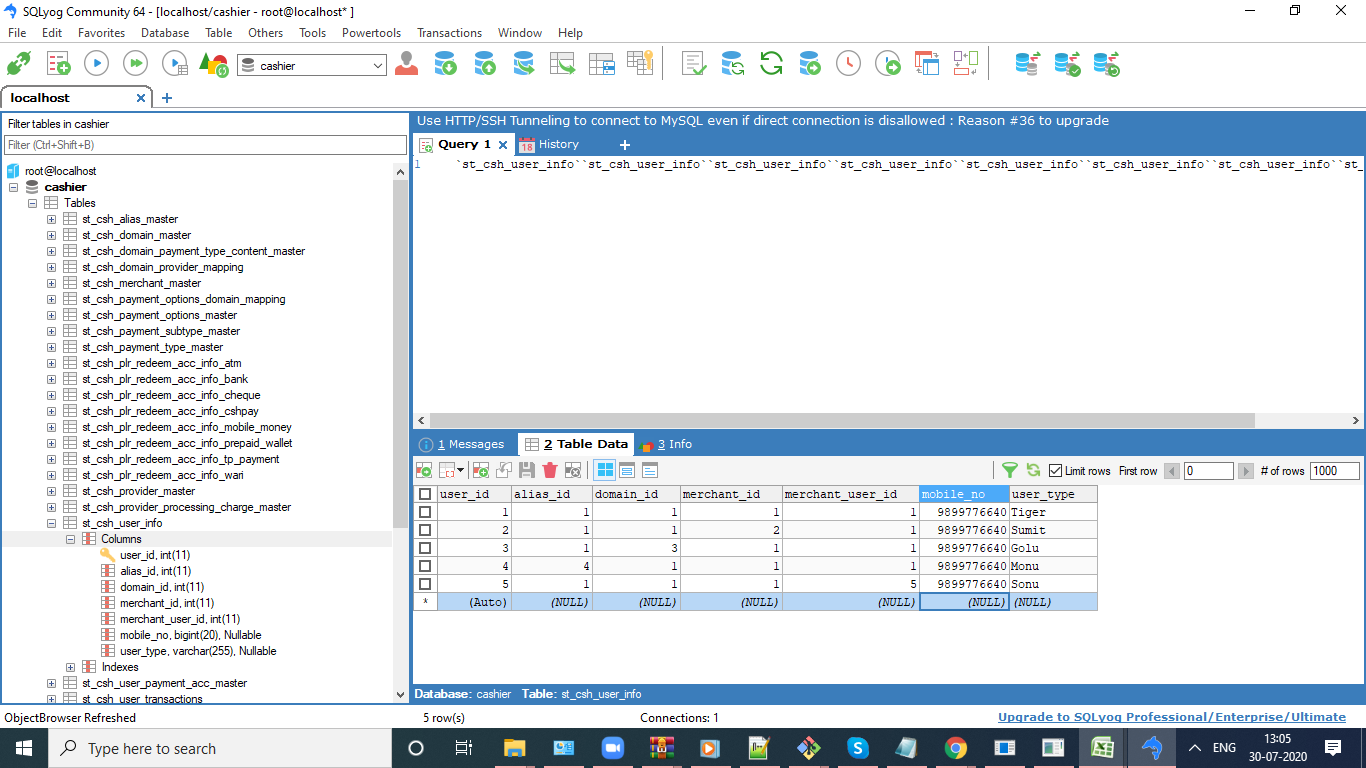 SQLyog Community 64 - [localhost/cashier - root@localhost* ]
File Edit Favorites Database Table Others Tools Powertools Transactions Window Help
cashier
localhost
Filter tables in cashier
Filter (Ctrl+Shift+B)
root@localhost
cashier
Tables
st_csh_alias_master
st_csh_domain_master
st_csh_domain_payment_type_content_master
st_csh_domain_provider_mapping
st_csh_merchant_master
st_csh_payment_options_domain_mapping
st_csh_payment_options_master
st_csh_payment_subtype_master
st_csh_payment_type_master
st_csh_plr_redeem_acc_info_atm
st_csh_plr_redeem_acc_info_bank
st_csh_plr_redeem_acc_info_cheque
st_csh_plr_redeem_acc_info_cshpay
st_csh_plr_redeem_acc_info_mobile_money
st_csh_plr_redeem_acc_info_prepaid_wallet
st_csh_plr_redeem_acc_info_tp_payment
st_csh_plr_redeem_acc_info_wari
st_csh_provider_master
st_csh_provider_processing_charge_master
st_csh_user_info
Columns
user_id, int(11)
alias_id, int(11)
domain_id, int(11)
merchant_id, int(11)
merchant_user_id, int(11)
mobile_no, bigint(20), Nullable
user_type, varchar(255), Nullable
Indexes
st_csh_user_payment_acc_master
st_csh_user_transactions
Use HTTP/SSH Tunneling to connect to MySQL even if direct connection is disallowed : Reason #36 to upgrade
Query 1 18 History
1 `st_csh_user_info``st_csh_user_info``st_csh_user_info``st_csh_user_info``st_csh_user_info``st_csh_user_info``st_csh_user_info``st_
1 Messages 2 Table Data 3 Info
Limit rows First row 0 # of rows 1000
user_id alias_id domain_id merchant_id merchant_user_id mobile_no user_type
1 1 1 1 1 9899776640 Tiger
2 1 1 2 1 9899776640 Sumit
3 1 3 1 1 9899776640 Golu
4 4 1 1 1 9899776640 Monu
5 1 1 1 5 9899776640 Sonu
* (Auto) (NULL) (NULL) (NULL) (NULL) (NULL) (NULL)
Database: cashier Table: st_csh_user_info
ObjectBrowser Refreshed 5 row(s) Connections: 1 Upgrade to SQLyog Professional/Enterprise/Ultimate
Type here to search
ENG
13:05
30-07-2020